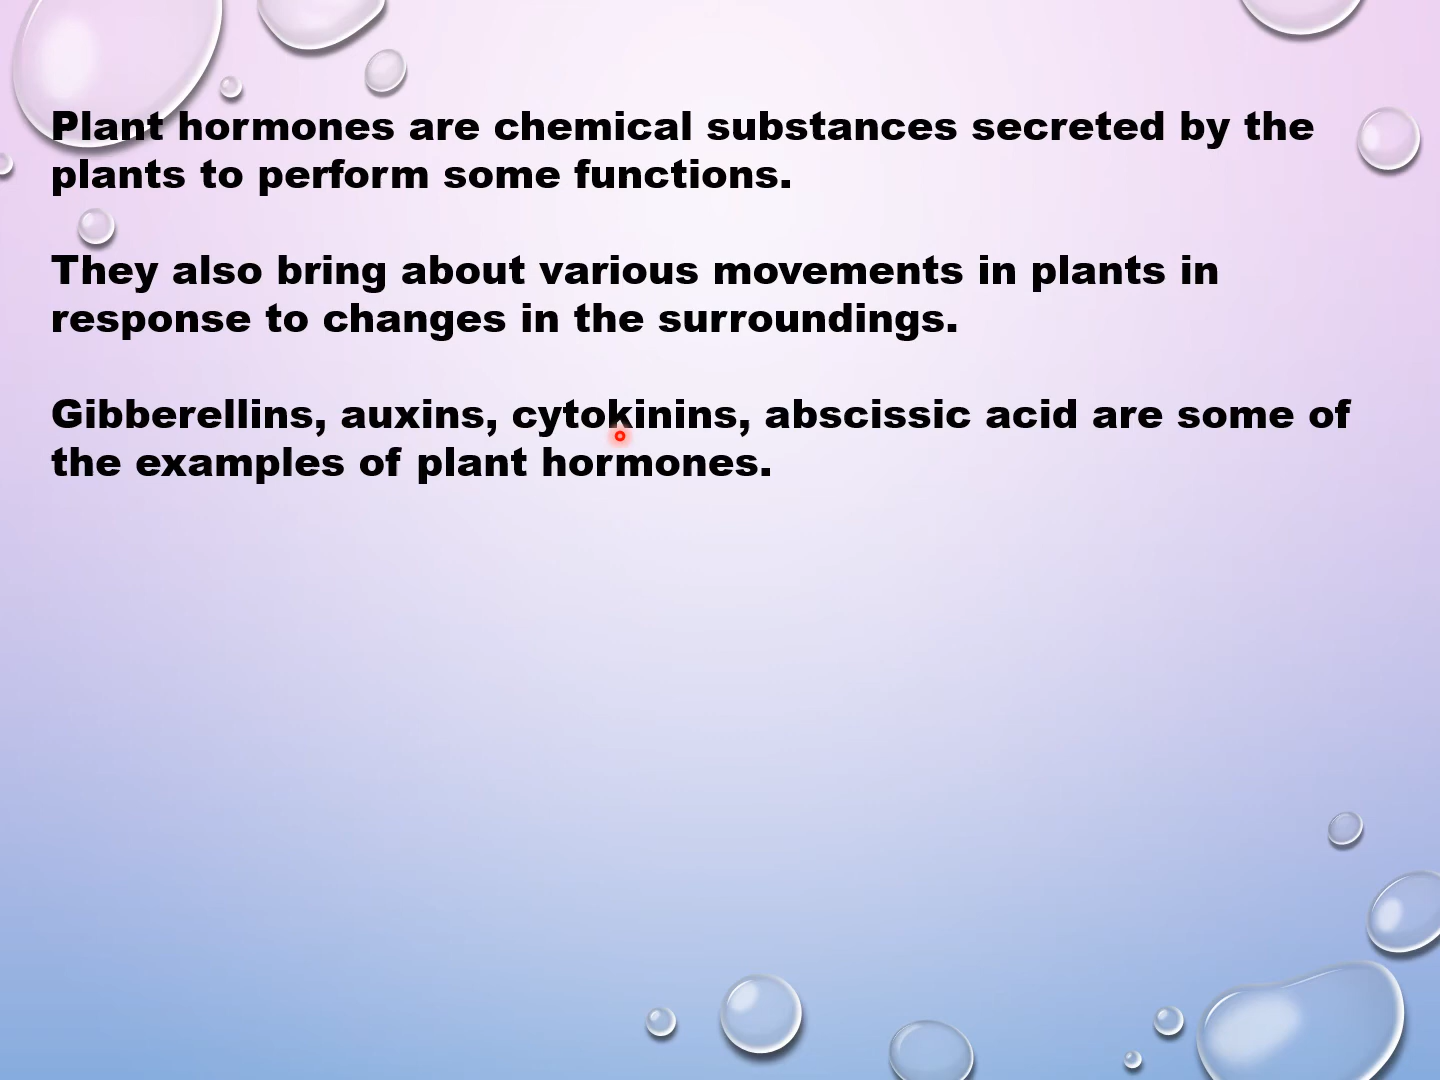 Plant hormones are chemical substances secreted by the
plants to perform some functions.
They also bring about various movements in plants in
response to changes in the surroundings.
Gibberellins, auxins, cytokinins, abscissic acid are some of
the examples of plant hormones.